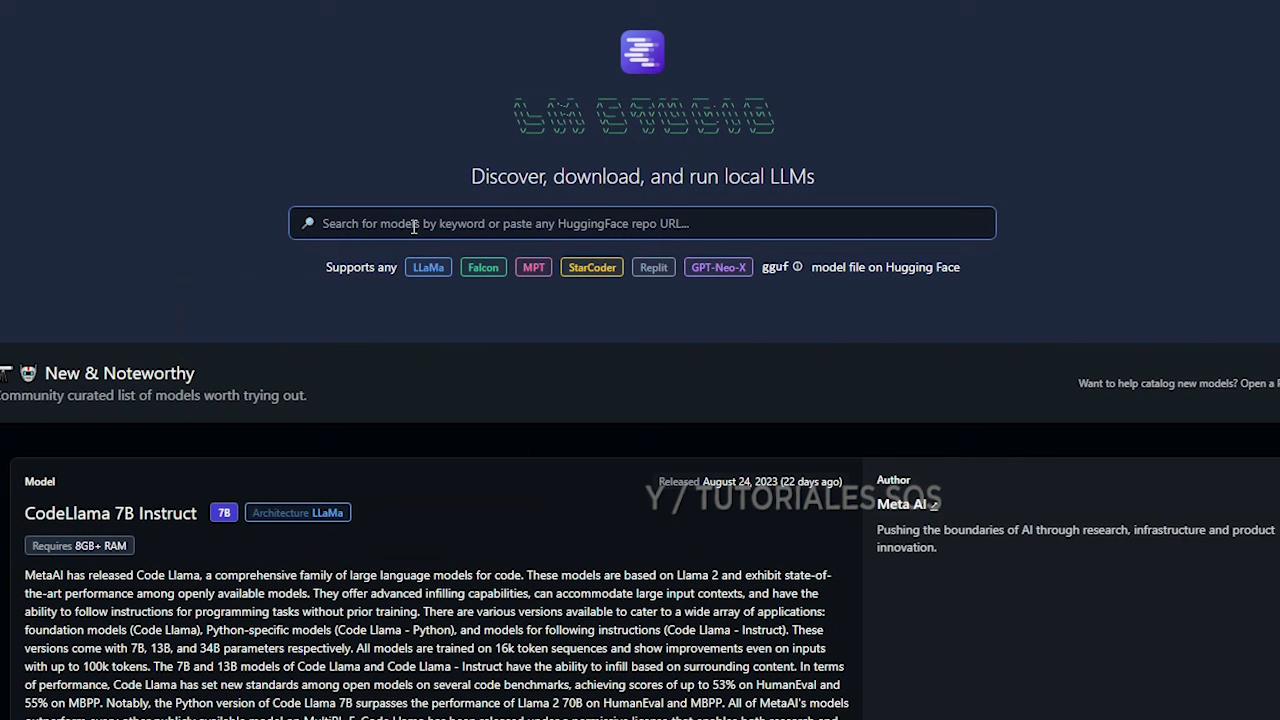 LM STUDIO
Discover, download, and run local LLMs
Search for models by keyword or paste any HuggingFace repo URL...
Supports any LLaMa Falcon MPT StarCoder Replit GPT-Neo-X gguf model file on Hugging Face
New & Noteworthy
Community curated list of models worth trying out.
Want to help catalog new models? Open a
Model
Released August 24, 2023 (22 days ago)
CodeLlama 7B Instruct 7B Architecture LLaMa
Requires 8GB+ RAM
MetaAI has released Code Llama, a comprehensive family of large language models for code. These models are based on Llama 2 and exhibit state-of-
the-art performance among openly available models. They offer advanced infilling capabilities, can accommodate large input contexts, and have the
ability to follow instructions for programming tasks without prior training. There are various versions available to cater to a wide array of applications:
foundation models (Code Llama), Python-specific models (Code Llama - Python), and models for following instructions (Code Llama - Instruct). These
versions come with 7B, 13B, and 34B parameters respectively. All models are trained on 16k token sequences and show improvements even on inputs
with up to 100k tokens. The 7B and 13B models of Code Llama and Code Llama - Instruct have the ability to infill based on surrounding content. In terms
of performance, Code Llama has set new standards among open models on several code benchmarks, achieving scores of up to 53% on HumanEval and
55% on MBPP. Notably, the Python version of Code Llama 7B surpasses the performance of Llama 2 70B on HumanEval and MBPP. All of MetaAI's models
Author
Meta AI
Pushing the boundaries of AI through research, infrastructure and product
innovation.
Y / TUTORIALES SOS